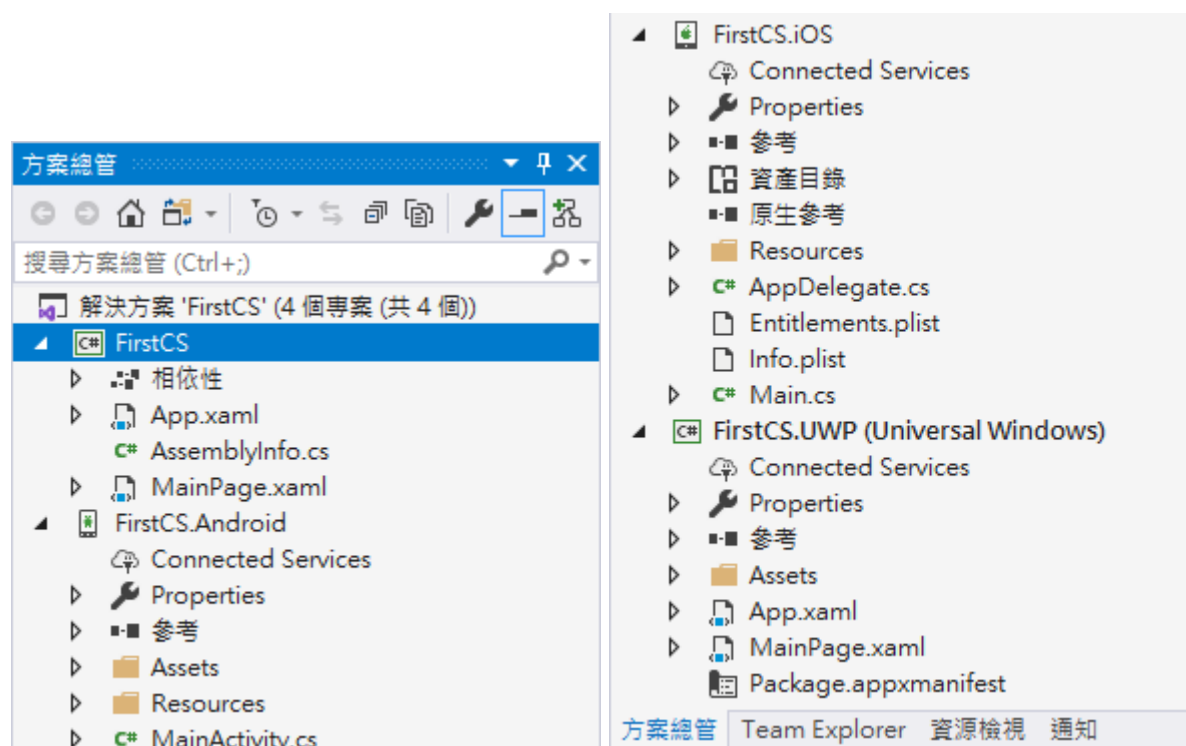 方案總管
搜尋方案總管 (Ctrl+;)
解決方案 'FirstCS' (4 個專案 (共 4 個))
C# FirstCS
相依性
App.xaml
C# AssemblyInfo.cs
MainPage.xaml
FirstCS.Android
Connected Services
Properties
參考
Assets
Resources
C# MainActivity.cs
FirstCS.iOS
Connected Services
Properties
參考
資產目錄
原生參考
Resources
C# AppDelegate.cs
Entitlements.plist
Info.plist
C# Main.cs
C# FirstCS.UWP (Universal Windows)
Connected Services
Properties
參考
Assets
App.xaml
MainPage.xaml
Package.appxmanifest
方案總管 Team Explorer 資源檢視 通知